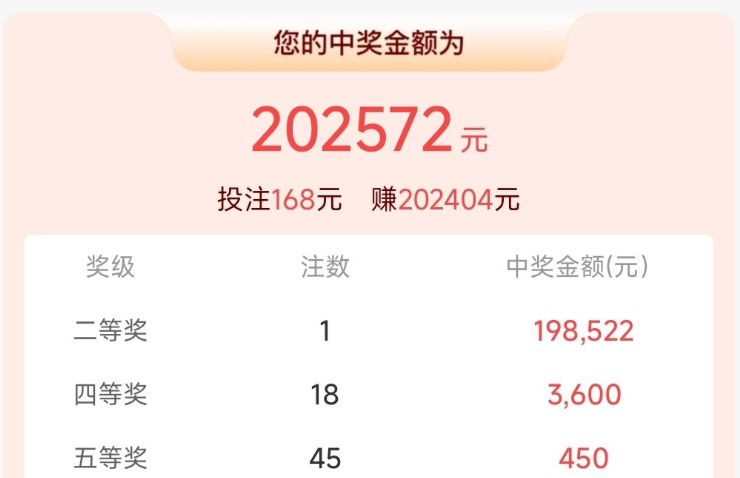 您的中奖金额为
202572元
投注168元 赚202404元
奖级 注数 中奖金额(元)
二等奖 1 198,522
四等奖 18 3,600
五等奖 45 450